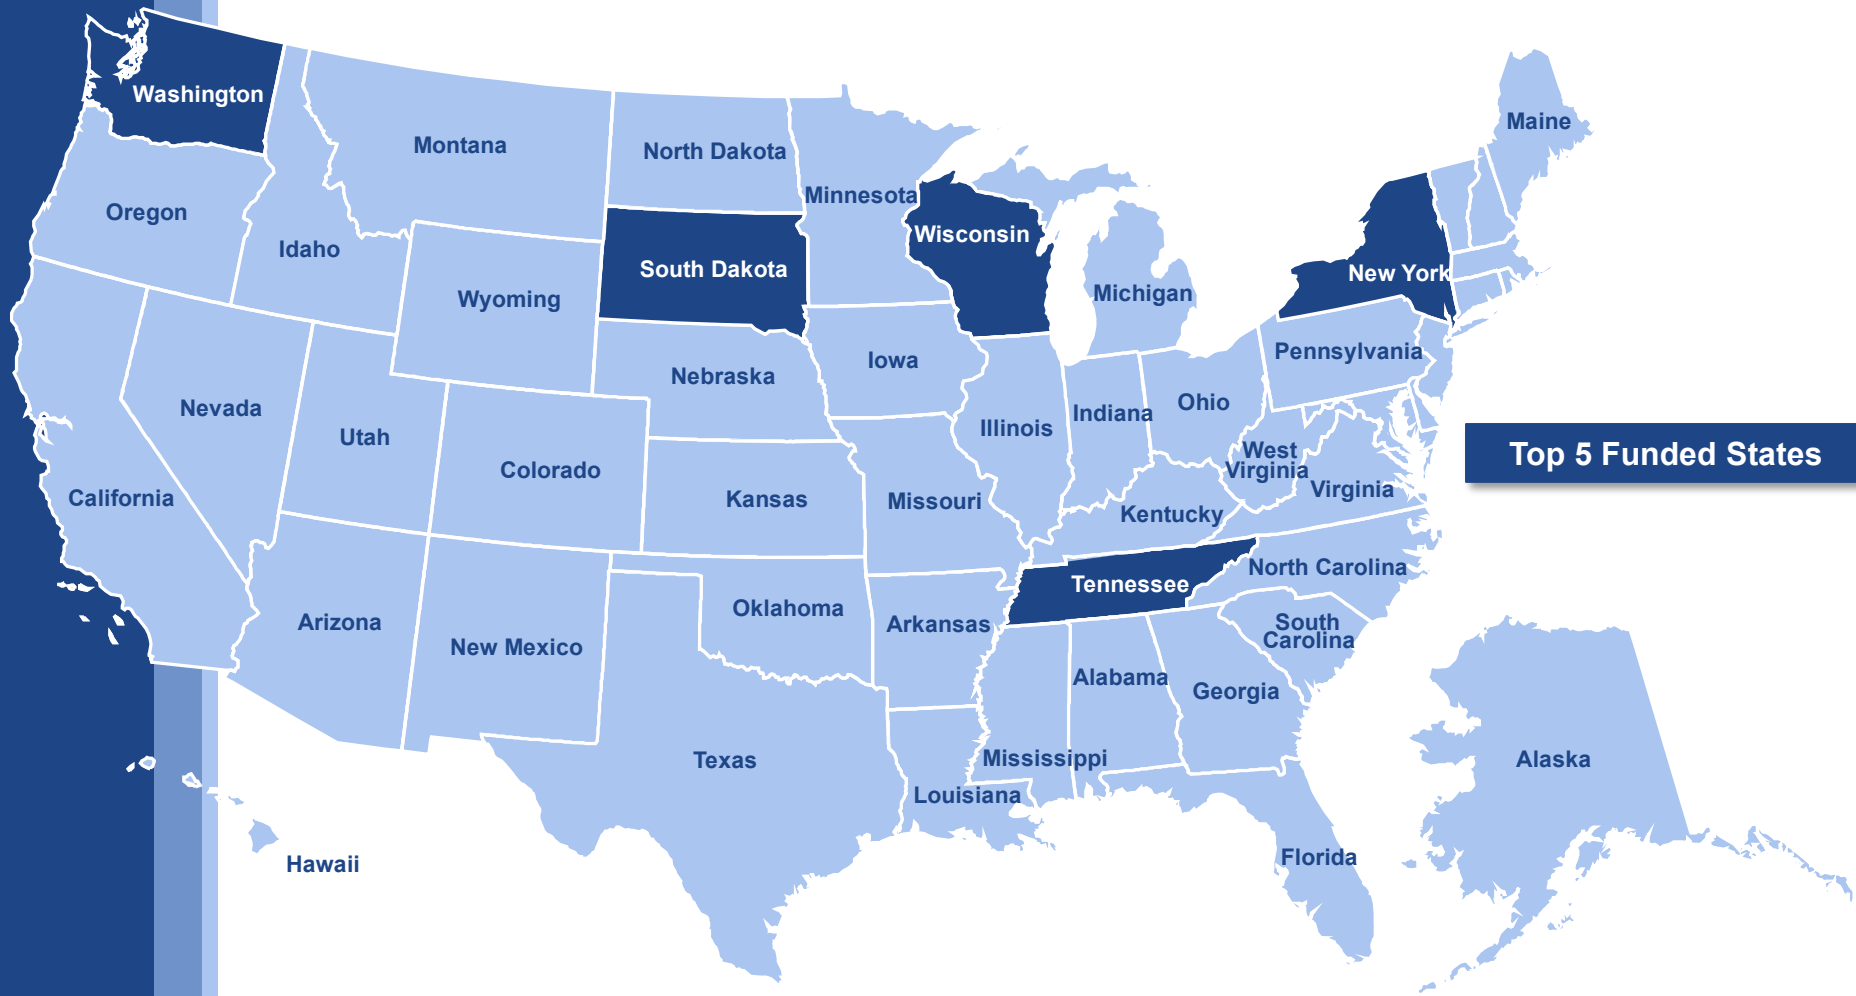 Washington
Montana
North Dakota
Minnesota
Maine
Oregon
Idaho
Wisconsin
South Dakota
New York
Wyoming
Michigan
Pennsylvania
Iowa
Nebraska
Nevada
Utah
Ohio
Indiana
Illinois
Top 5 Funded States
West
Virginia
Colorado
California
Kansas
Missouri
Virginia
Kentucky
North Carolina
Tennessee
Oklahoma
Arizona
Arkansas
South
Carolina
New Mexico
Alabama
Georgia
Texas
Mississippi
Alaska
Louisiana
Hawaii
Florida